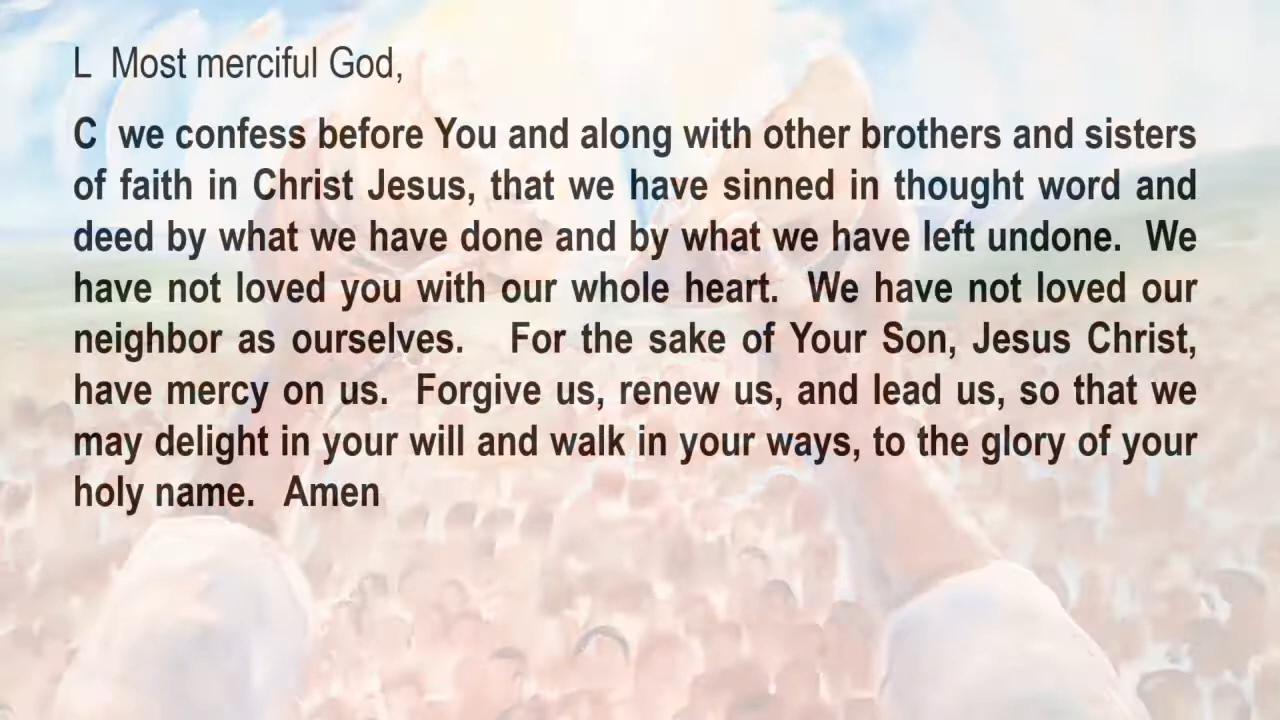 L  Most merciful God,
C  we confess before You and along with other brothers and sisters
of faith in Christ Jesus, that we have sinned in thought word and
deed by what we have done and by what we have left undone.  We
have not loved you with our whole heart.  We have not loved our
neighbor as ourselves.   For the sake of Your Son, Jesus Christ,
have mercy on us.  Forgive us, renew us, and lead us, so that we
may delight in your will and walk in your ways, to the glory of your
holy name.   Amen